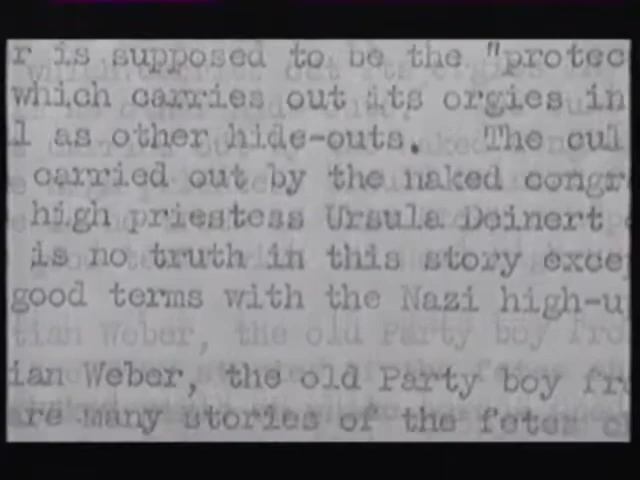 r is supposed to be the "protec
which carries out its orgies in
l as other hide-outs. The cul
carried out by the naked congr
high priestess Ursula Deinert
is no truth in this story exce
good terms with the Nazi high-u
tian Weber, the old Party boy fro
ian Weber, the old Party boy fr
are many stories of the fetes